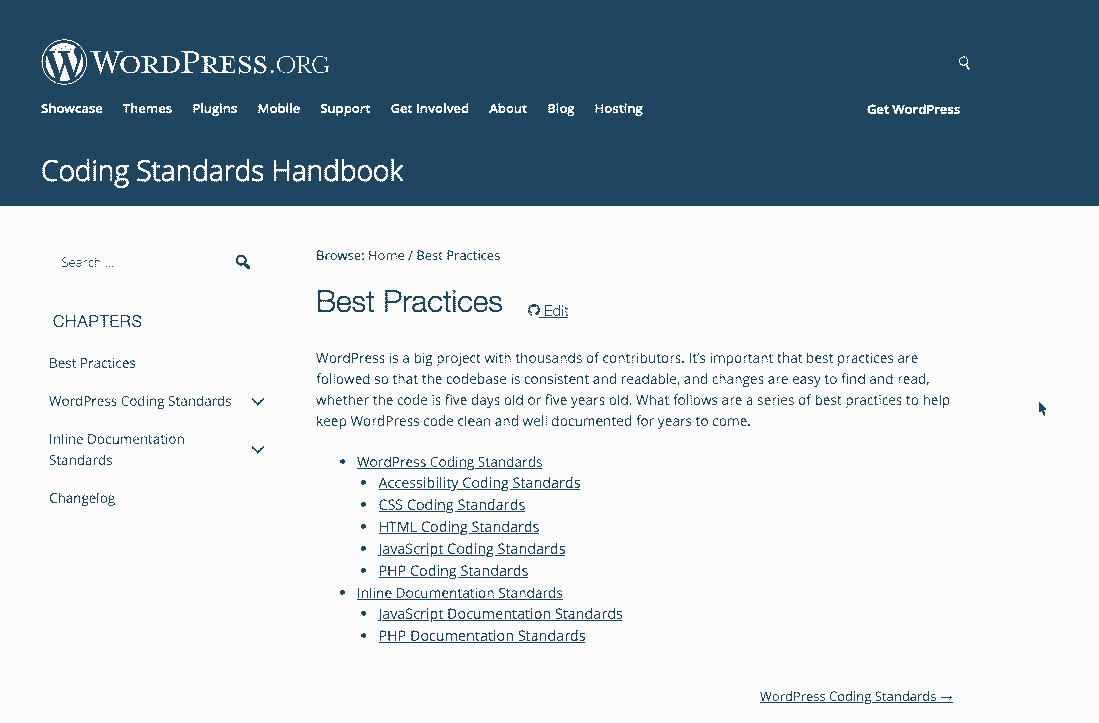 WORDPRESS.ORG
Showcase Themes Plugins Mobile Support Get Involved About Blog Hosting Get WordPress
Coding Standards Handbook
Search ...
CHAPTERS
Best Practices
WordPress Coding Standards
Inline Documentation
Standards
Changelog
Browse: Home / Best Practices
Best Practices Edit
WordPress is a big project with thousands of contributors. It's important that best practices are
followed so that the codebase is consistent and readable, and changes are easy to find and read,
whether the code is five days old or five years old. What follows are a series of best practices to help
keep WordPress code clean and well documented for years to come.
WordPress Coding Standards
Accessibility Coding Standards
CSS Coding Standards
HTML Coding Standards
JavaScript Coding Standards
PHP Coding Standards
Inline Documentation Standards
JavaScript Documentation Standards
PHP Documentation Standards
WordPress Coding Standards →